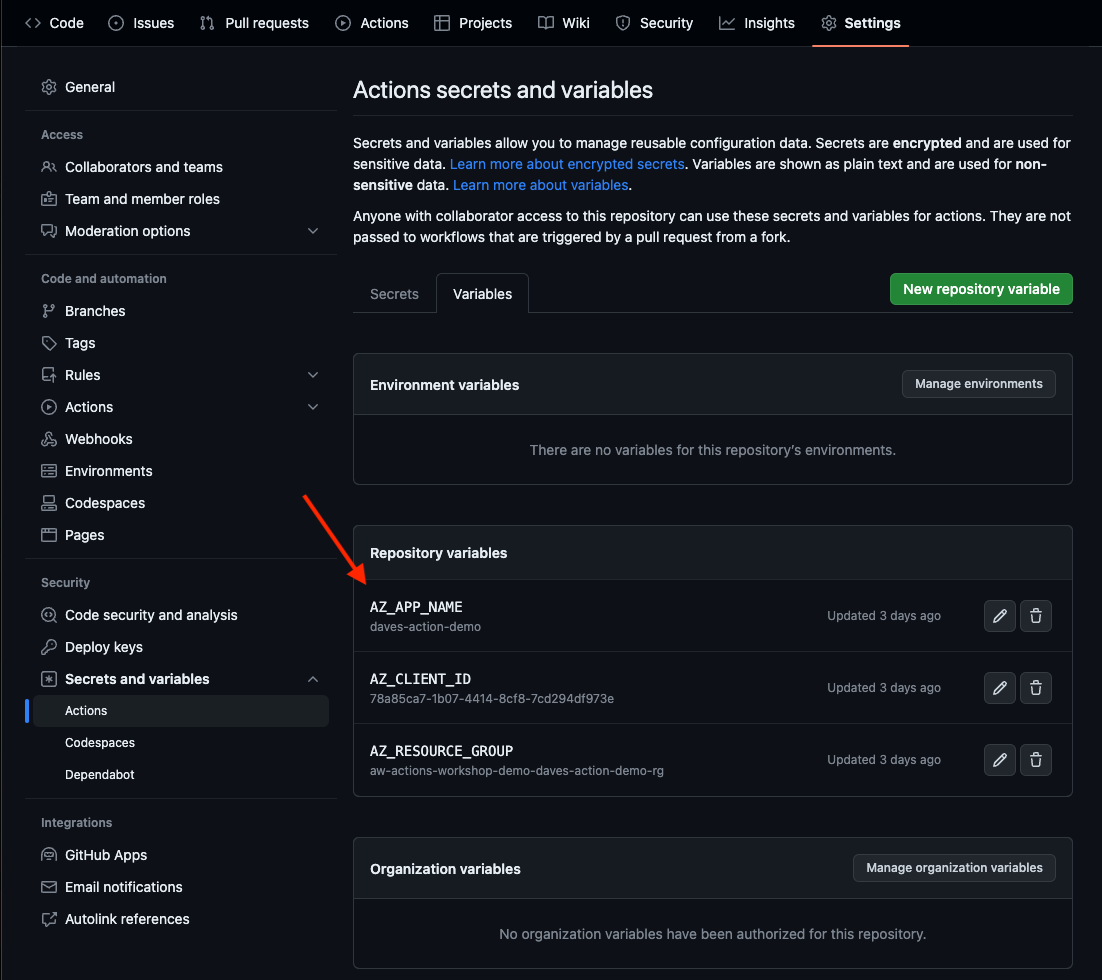 Code Issues Pull requests Actions Projects Wiki Security Insights Settings
General
Access
Collaborators and teams
Team and member roles
Moderation options
Code and automation
Branches
Tags
Rules
Actions
Webhooks
Environments
Codespaces
Pages
Security
Code security and analysis
Deploy keys
Secrets and variables
Actions
Codespaces
Dependabot
Integrations
GitHub Apps
Email notifications
Autolink references
Actions secrets and variables
Secrets and variables allow you to manage reusable configuration data. Secrets are encrypted and are used for
sensitive data. Learn more about encrypted secrets. Variables are shown as plain text and are used for non-
sensitive data. Learn more about variables.
Anyone with collaborator access to this repository can use these secrets and variables for actions. They are not
passed to workflows that are triggered by a pull request from a fork.
Secrets Variables New repository variable
Environment variables Manage environments
There are no variables for this repository's environments.
Repository variables
AZ_APP_NAME
daves-action-demo
Updated 3 days ago
AZ_CLIENT_ID
78a85ca7-1b07-4414-8cf8-7cd294df973e
Updated 3 days ago
AZ_RESOURCE_GROUP
aw-actions-workshop-demo-daves-action-demo-rg
Updated 3 days ago
Organization variables Manage organization variables
No organization variables have been authorized for this repository.